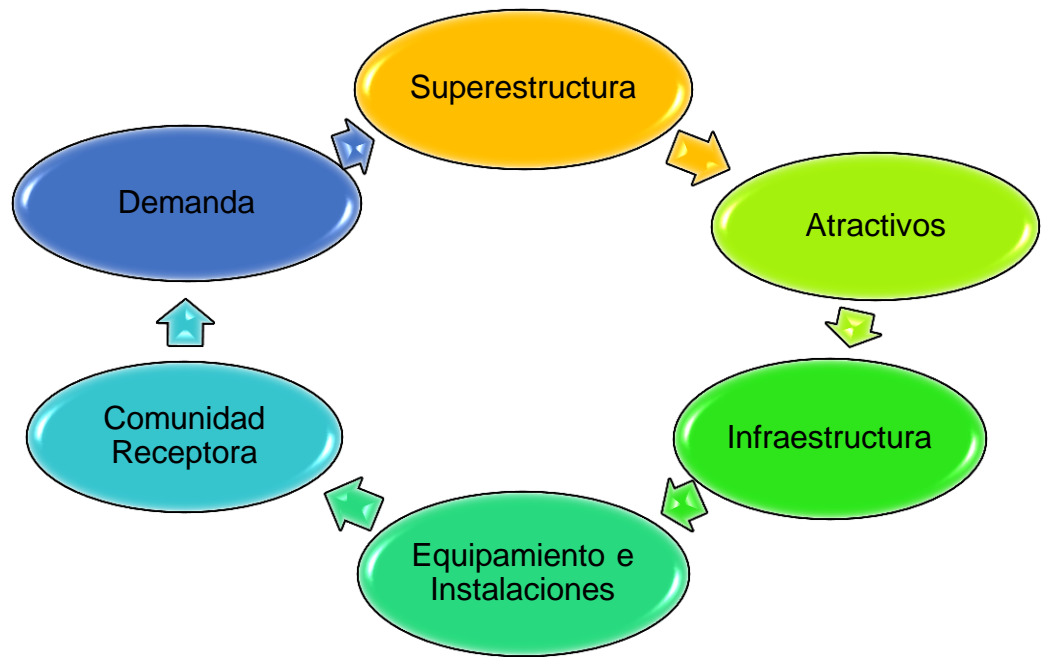 Superestructura
Atractivos
Infraestructura
Equipamiento e
Instalaciones
Comunidad
Receptora
Demanda